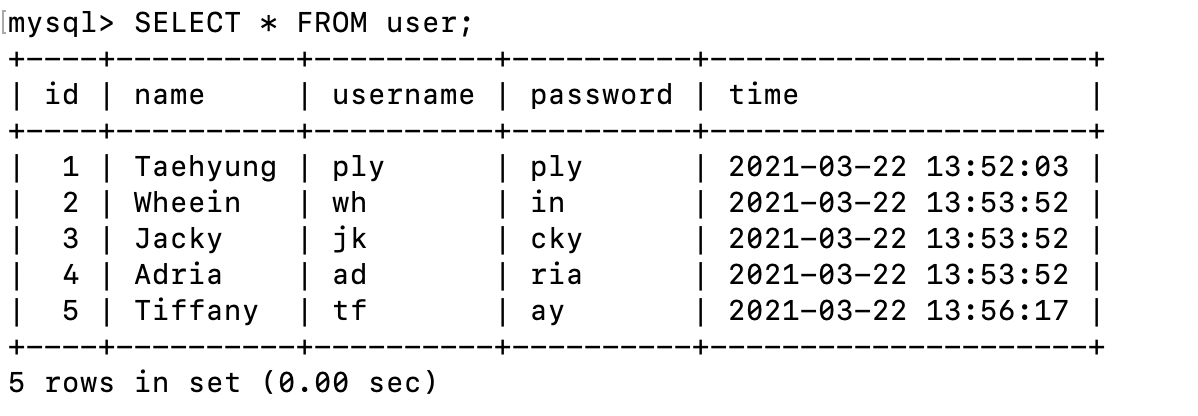 mysql> SELECT * FROM user;
+----+----------+----------+----------+---------------------+
| id | name     | username | password | time                |
+----+----------+----------+----------+---------------------+
|  1 | Taehyung | ply      | ply      | 2021-03-22 13:52:03 |
|  2 | Wheein   | wh       | in       | 2021-03-22 13:53:52 |
|  3 | Jacky    | jk       | cky      | 2021-03-22 13:53:52 |
|  4 | Adria    | ad       | ria      | 2021-03-22 13:53:52 |
|  5 | Tiffany  | tf       | ay       | 2021-03-22 13:56:17 |
+----+----------+----------+----------+---------------------+
5 rows in set (0.00 sec)